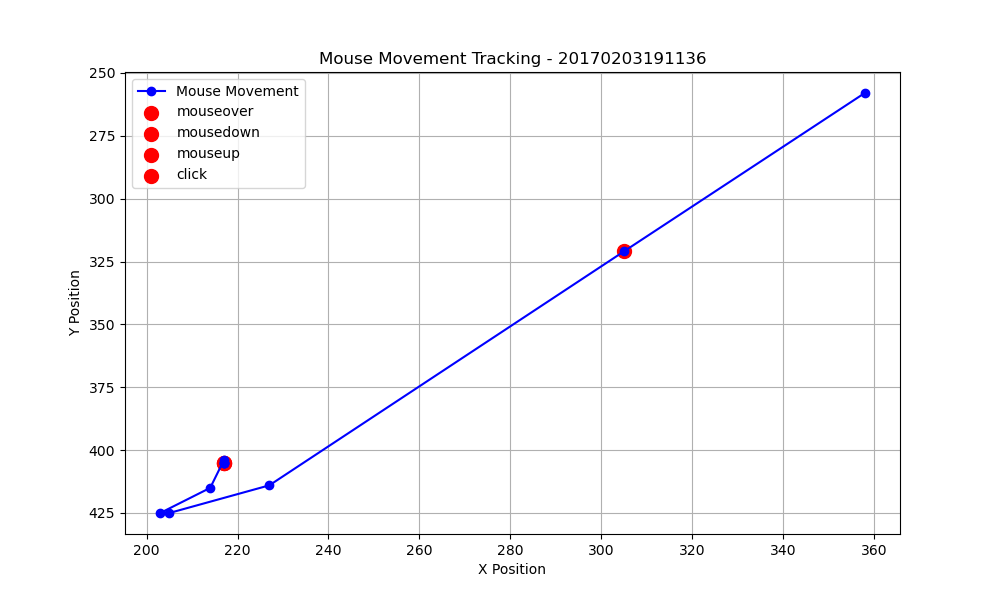 Mouse Movement Tracking - 20170203191136
Mouse Movement
mouseover
mousedown
mouseup
click
Y Position
250
275
300
325
350
375
400
425
200 220 240 260 280 300 320 340 360
X Position